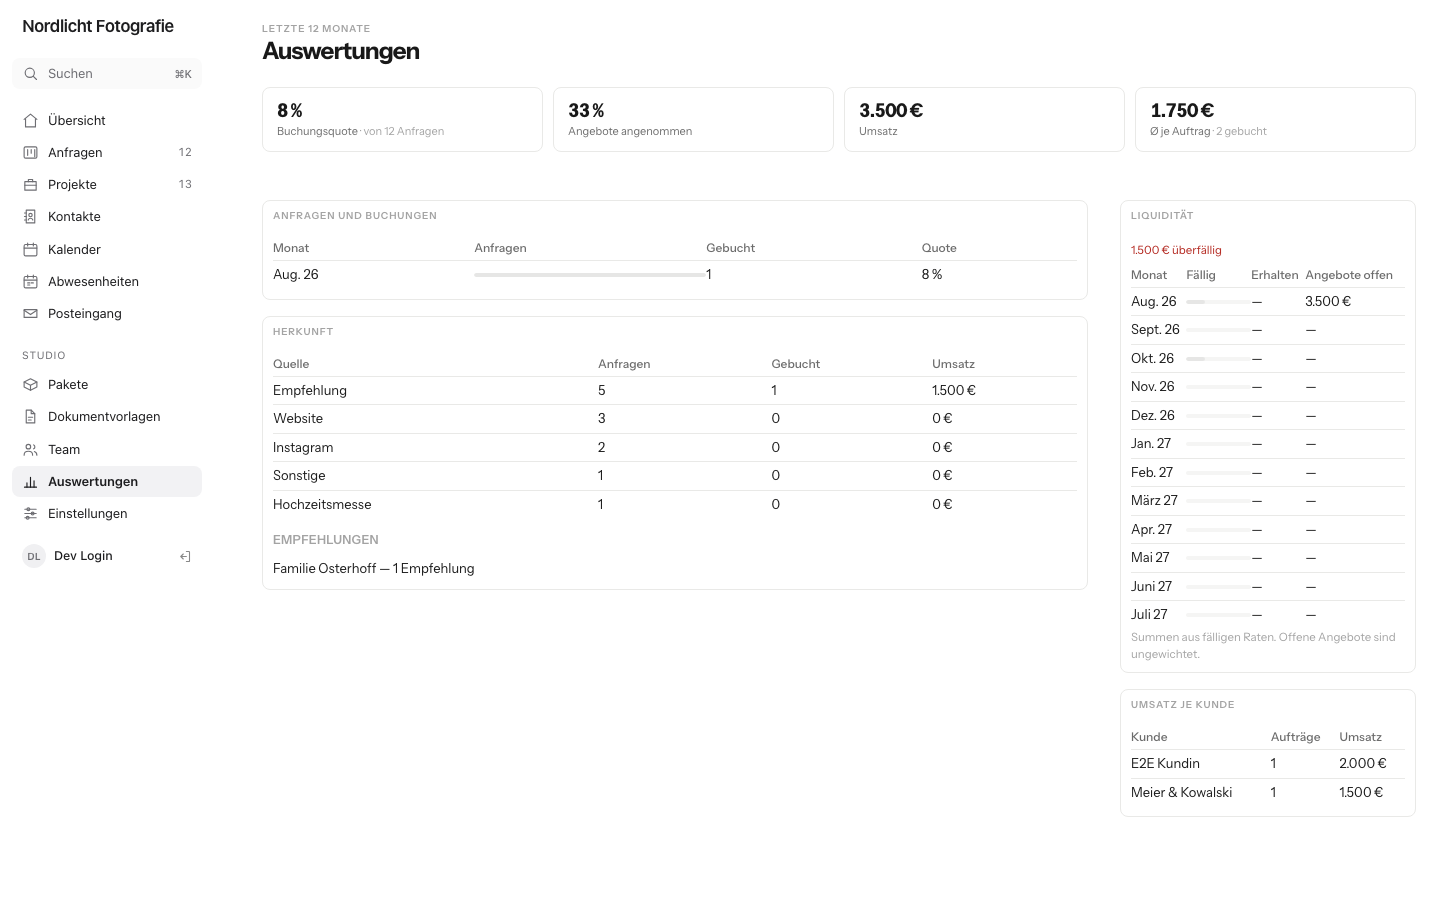 Nordlicht Fotografie
Suchen ⌘K
Übersicht
Anfragen 12
Projekte 13
Kontakte
Kalender
Abwesenheiten
Posteingang
STUDIO
Pakete
Dokumentvorlagen
Team
Auswertungen
Einstellungen
DL Dev Login
LETZTE 12 MONATE
Auswertungen
8 %
Buchungsquote · von 12 Anfragen
33 %
Angebote angenommen
3.500 €
Umsatz
1.750 €
Ø je Auftrag · 2 gebucht
ANFRAGEN UND BUCHUNGEN
Monat Anfragen Gebucht Quote
Aug. 26 1 8 %
HERKUNFT
Quelle Anfragen Gebucht Umsatz
Empfehlung 5 1 1.500 €
Website 3 0 0 €
Instagram 2 0 0 €
Sonstige 1 0 0 €
Hochzeitsmesse 1 0 0 €
EMPFEHLUNGEN
Familie Osterhoff — 1 Empfehlung
LIQUIDITÄT
1.500 € überfällig
Monat Fällig Erhalten Angebote offen
Aug. 26 — 3.500 €
Sept. 26 — —
Okt. 26 — —
Nov. 26 — —
Dez. 26 — —
Jan. 27 — —
Feb. 27 — —
März 27 — —
Apr. 27 — —
Mai 27 — —
Juni 27 — —
Juli 27 — —
Summen aus fälligen Raten. Offene Angebote sind
ungewichtet.
UMSATZ JE KUNDE
Kunde Aufträge Umsatz
E2E Kundin 1 2.000 €
Meier & Kowalski 1 1.500 €